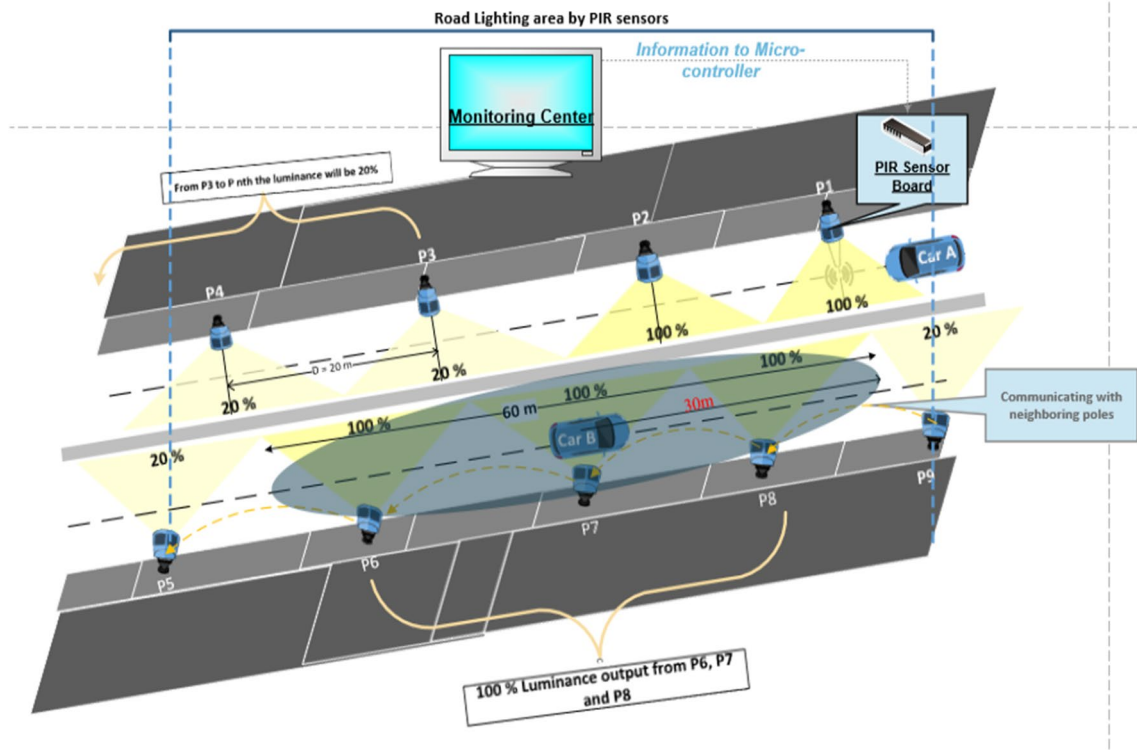 Road Lighting area by PIR sensors
Information to Micro-
controller
Monitoring Center
PIR Sensor
Board
From P3 to P nth the luminance will be 20%
P1
P2
P3
P4
Car A
100 %
100 %
20 %
20 %
20 %
D = 20 m
100 %
100 %
100 %
20 %
60 m
30m
Car B
Communicating with
neighboring poles
P9
P8
P7
P6
P5
100 % Luminance output from P6, P7
and P8